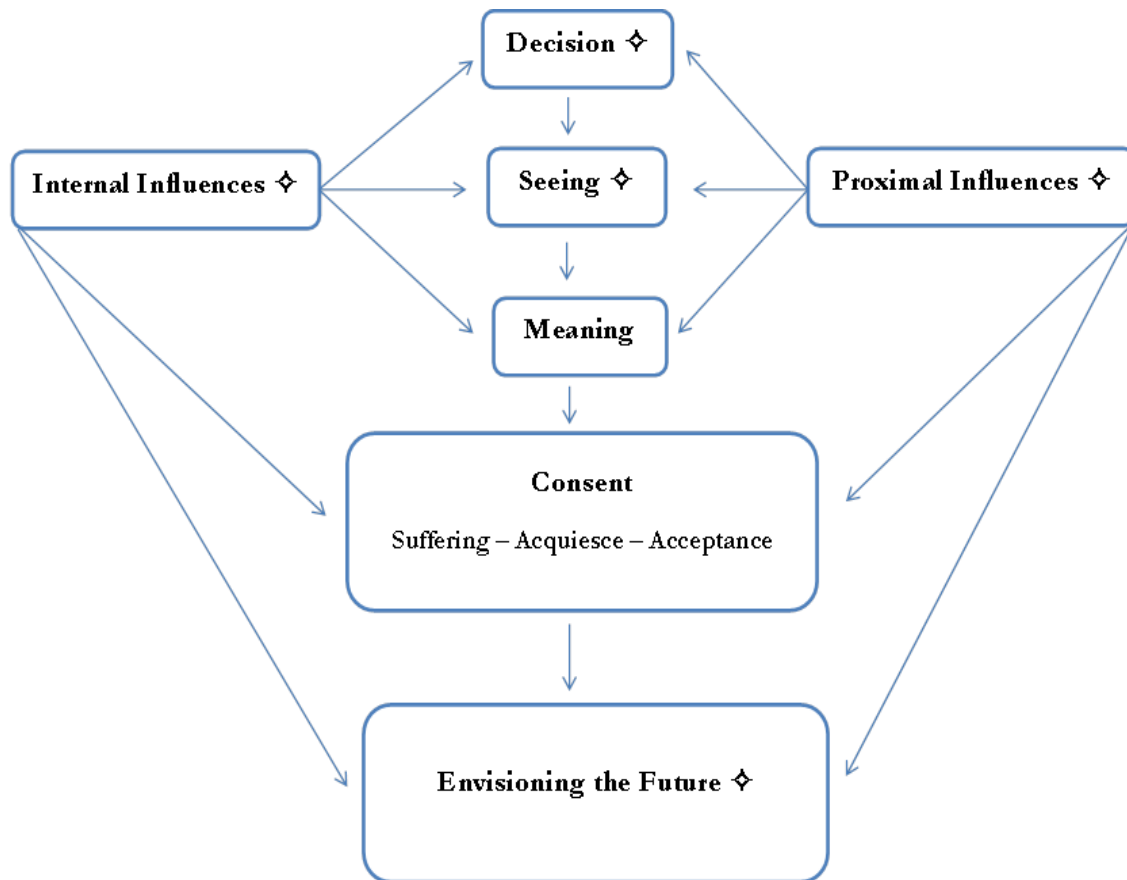 Decision ✧
Internal Influences ✧
Seeing ✧
Proximal Influences ✧
Meaning
Consent
Suffering – Acquiesce – Acceptance
Envisioning the Future ✧